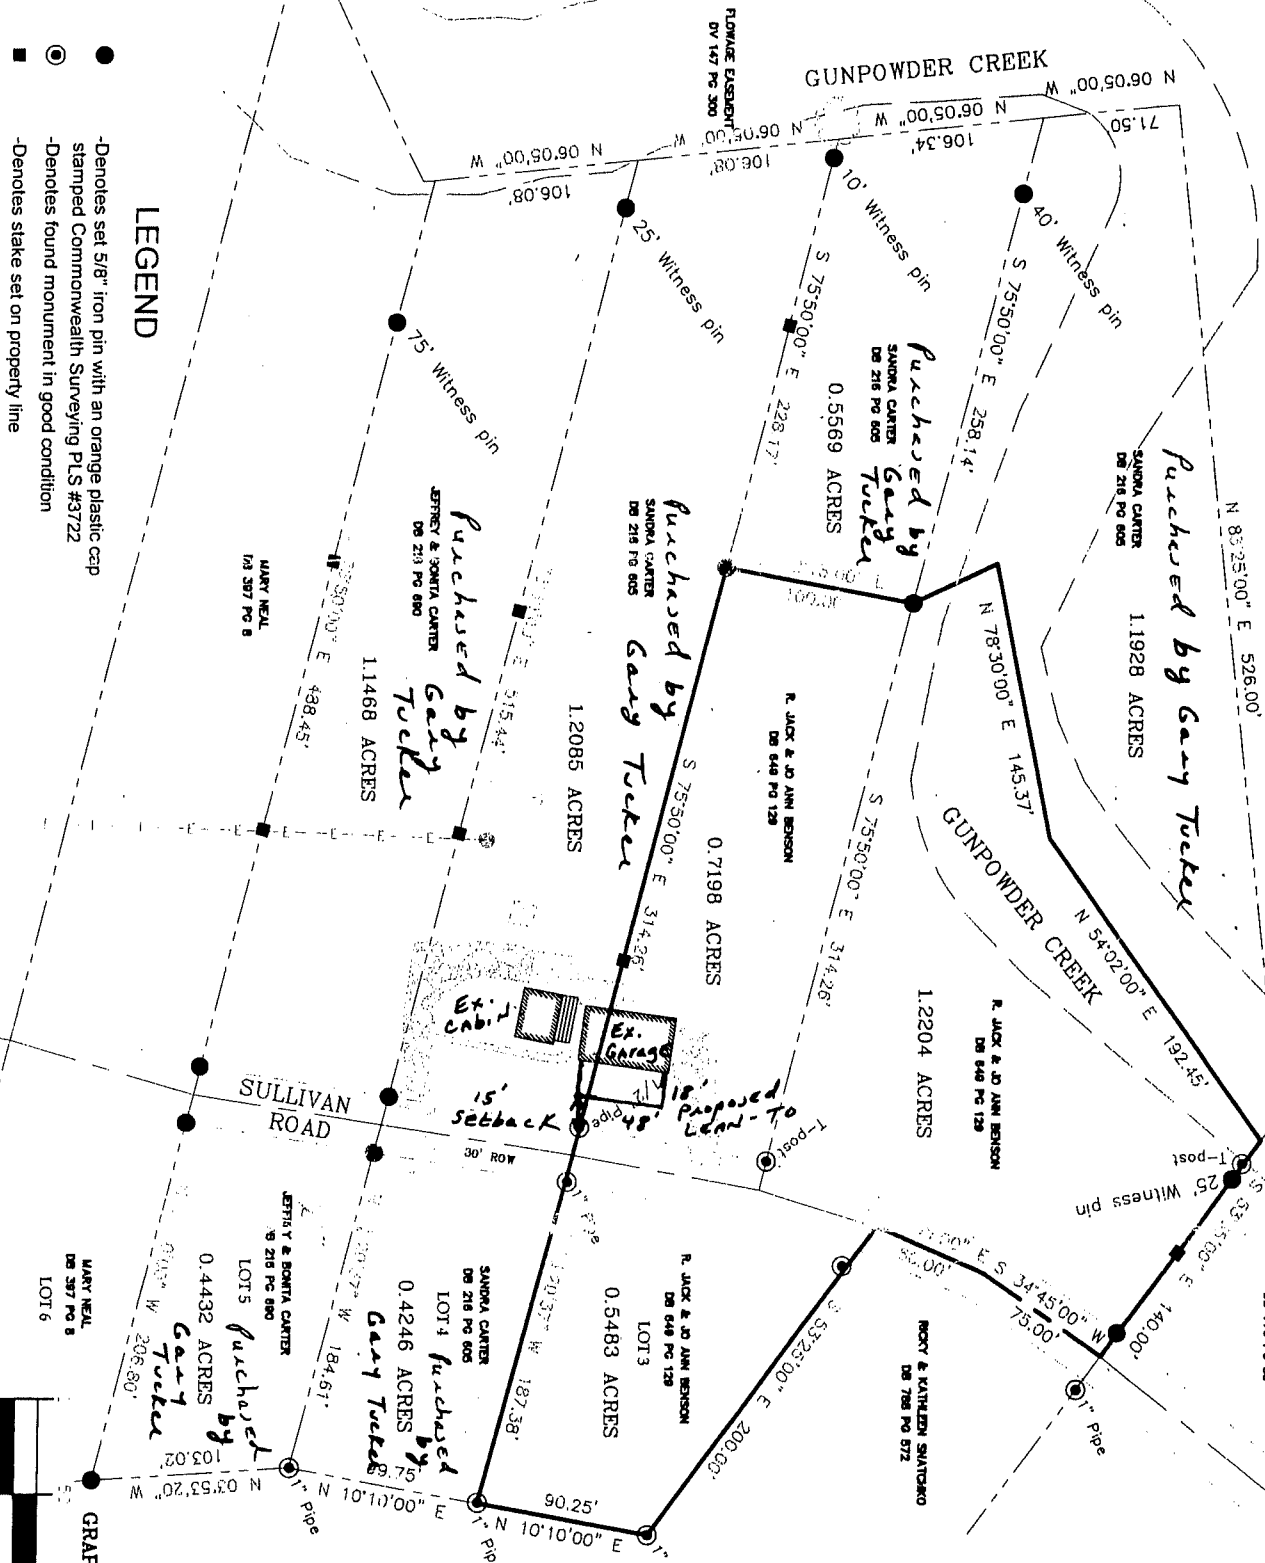 FLOWAGE EASEMENT
DV 147 PG 300
GUNPOWDER CREEK
N 06'05'00" W
71.50
N 06'05'00" W
106.34'
N 06'05'00" W
106.08'
N 06'05'00" W
106.08'
40' Witness pin
10' Witness pin
25' Witness pin
75' Witness pin
LEGEND
-Denotes set 5/8" iron pin with an orange plastic cap
stamped Commonwealth Surveying PLS #3722
-Denotes found monument in good condition
-Denotes stake set on property line
N 83'25'00" E 526.00'
Purchased by Gary Tucker
SANDRA CARTER
DB 216 PG 605
1.1928 ACRES
S 75'50'00" E 258.14'
Purchased by
Gary
Tucker
SANDRA CARTER
DB 216 PG 605
0.5569 ACRES
S 75'50'00" E 228.17'
Purchased by
Gary Tucker
SANDRA CARTER
DB 216 PG 605
1.2085 ACRES
E 515.44'
Purchased by
Gary
Tucker
JEFFREY & BONITA CARTER
DB 215 PG 690
1.1468 ACRES
E 488.45'
MARY NEAL
DB 397 PG 8
100.00
N 78'30'00" E 145.37'
GUNPOWDER CREEK
N 54'02'00" E 192.45'
R. JACK & JO ANN BENSON
DB 649 PG 129
0.7198 ACRES
S 75'50'00" E 314.26'
S 75'50'00" E 314.26'
R. JACK & JO ANN BENSON
DB 649 PG 129
1.2204 ACRES
T-post
25' Witness pin
E 140.00'
Ex.
CABIN
Ex.
Garage
15'
Setback
48'
18'
Proposed
LEAN-TO
Pipe
T-post
SULLIVAN
ROAD
30' ROW
1" Pipe
S 34'45'00" W
75.00'
1" Pipe
RICKY & KATHLEEN SNATCHKO
DB 788 PG 572
S 53'25'00" E 200.00'
R. JACK & JO ANN BENSON
DB 649 PG 129
LOT 3
0.5483 ACRES
W 187.38'
SANDRA CARTER
DB 216 PG 605
LOT 4
0.4246 ACRES
Purchased
by
Gary Tucker
W 184.61'
JEFFREY & BONITA CARTER
DB 215 PG 690
LOT 5
0.4432 ACRES
Purchased
by
Gary
Tucker
W 206.80'
MARY NEAL
DB 397 PG 8
LOT 6
90.25'
N 10'10'00" E
1"
N 10'10'00" E
1" Pipe
N 03'53'20" W
103.02'